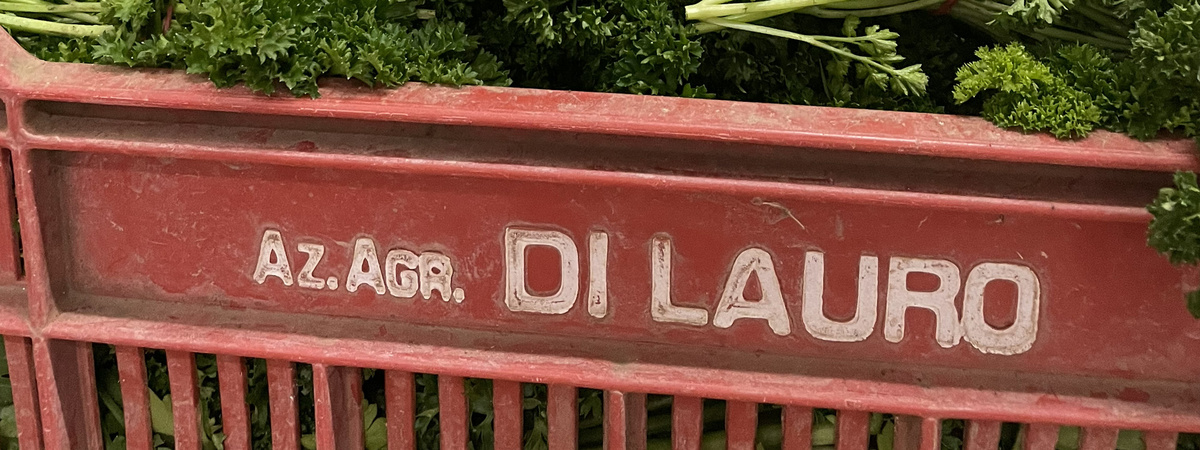 AZ. AGR. DI LAURO